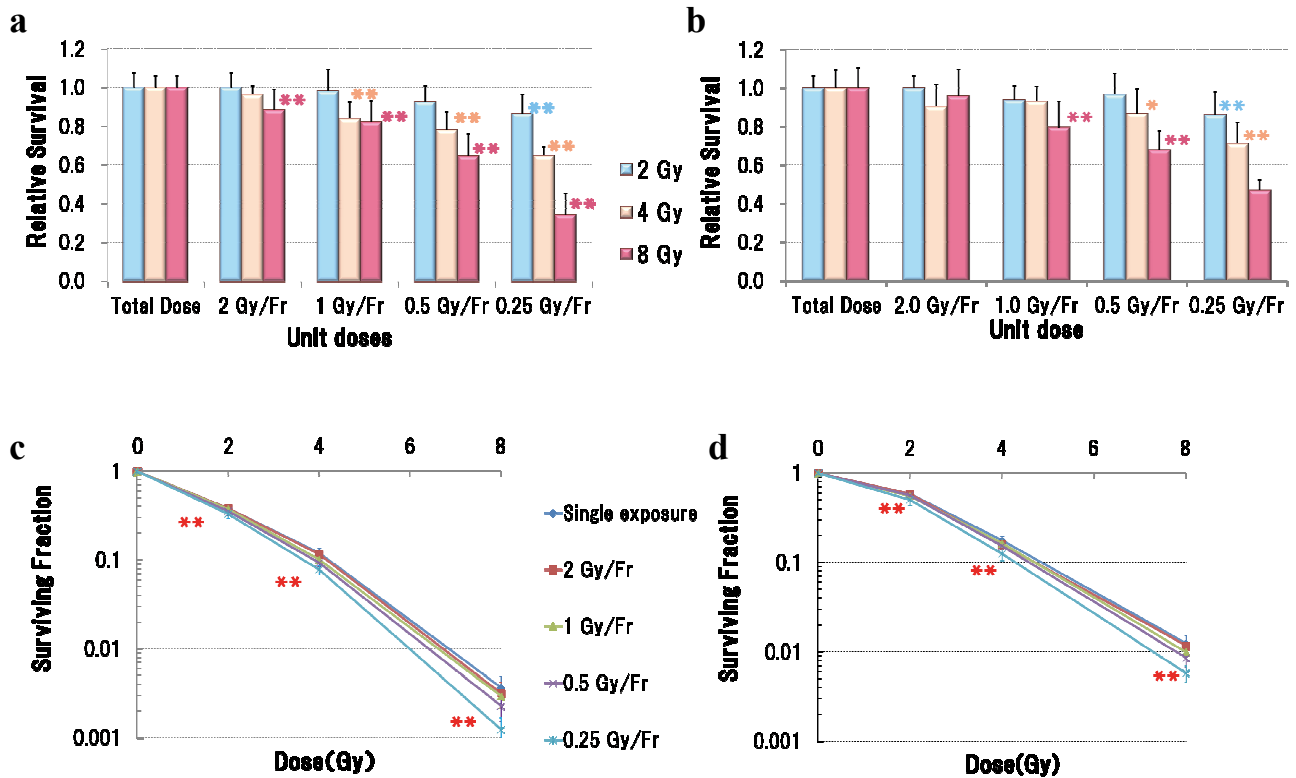 a
1.2
1.0
0.8
0.6
0.4
0.2
0.0
Relative Survival
** ** ** ** ** ** ** **
Total Dose 2 Gy/Fr 1 Gy/Fr 0.5 Gy/Fr 0.25 Gy/Fr
Unit doses
2 Gy
4 Gy
8 Gy
b
1.2
1.0
0.8
0.6
0.4
0.2
0.0
Relative Survival
** * ** ** **
Total Dose 2.0 Gy/Fr 1.0 Gy/Fr 0.5 Gy/Fr 0.25 Gy/Fr
Unit dose
c
0 2 4 6 8
1
0.1
0.01
0.001
Surviving Fraction
**
**
**
Dose(Gy)
Single exposure
2 Gy/Fr
1 Gy/Fr
0.5 Gy/Fr
0.25 Gy/Fr
d
0 2 4 6 8
1
0.1
0.01
0.001
Surviving Fraction
**
**
**
Dose(Gy)